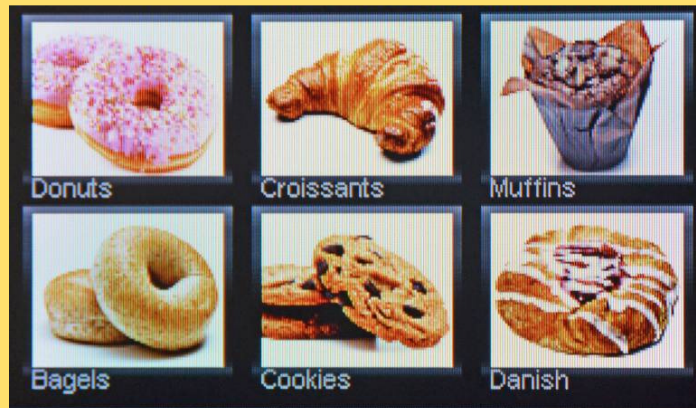 Donuts
Croissants
Muffins
Bagels
Cookies
Danish